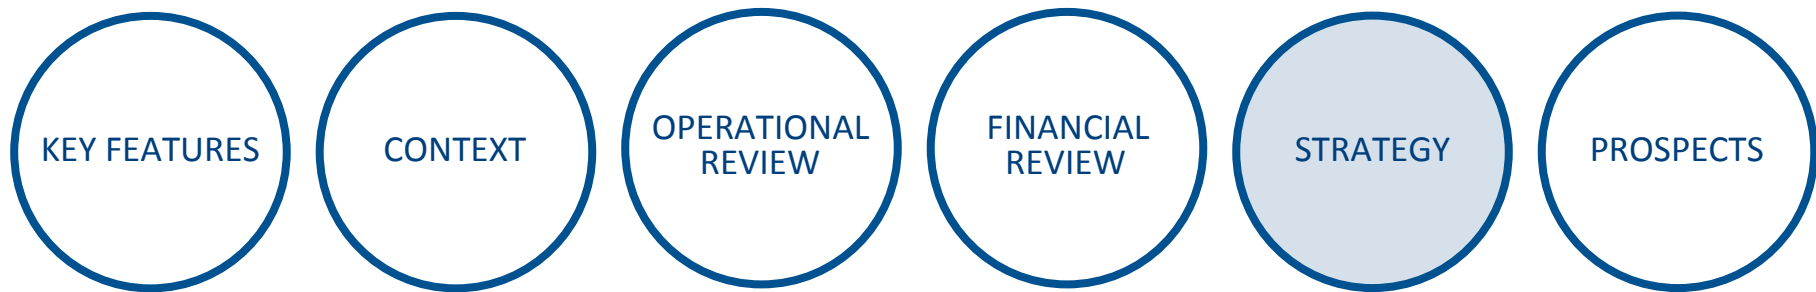 KEY FEATURES
CONTEXT
OPERATIONAL
REVIEW
FINANCIAL
REVIEW
STRATEGY
PROSPECTS